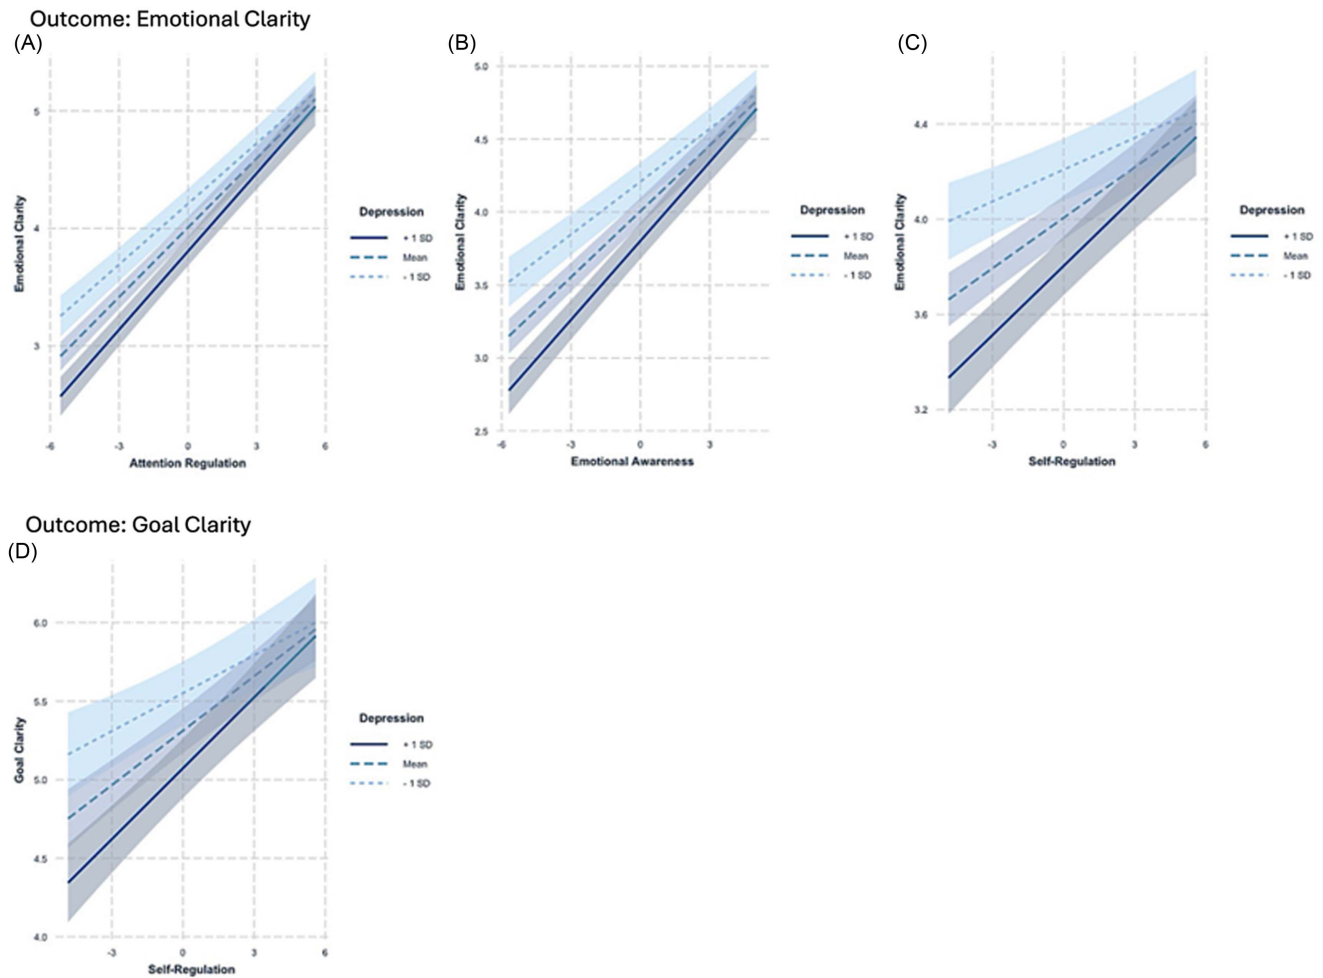 Outcome: Emotional Clarity
(A)
5
4
3
-6 -3 0 3 6
Emotional Clarity
Attention Regulation
Depression
+ 1 SD
Mean
- 1 SD
(B)
5.0
4.5
4.0
3.5
3.0
2.5
-6 -3 0 3
Emotional Clarity
Emotional Awareness
Depression
+ 1 SD
Mean
- 1 SD
(C)
4.4
4.0
3.6
3.2
-3 0 3 6
Emotional Clarity
Self-Regulation
Depression
+ 1 SD
Mean
- 1 SD
Outcome: Goal Clarity
(D)
6.0
5.5
5.0
4.5
4.0
-3 0 3 6
Goal Clarity
Self-Regulation
Depression
+ 1 SD
Mean
- 1 SD